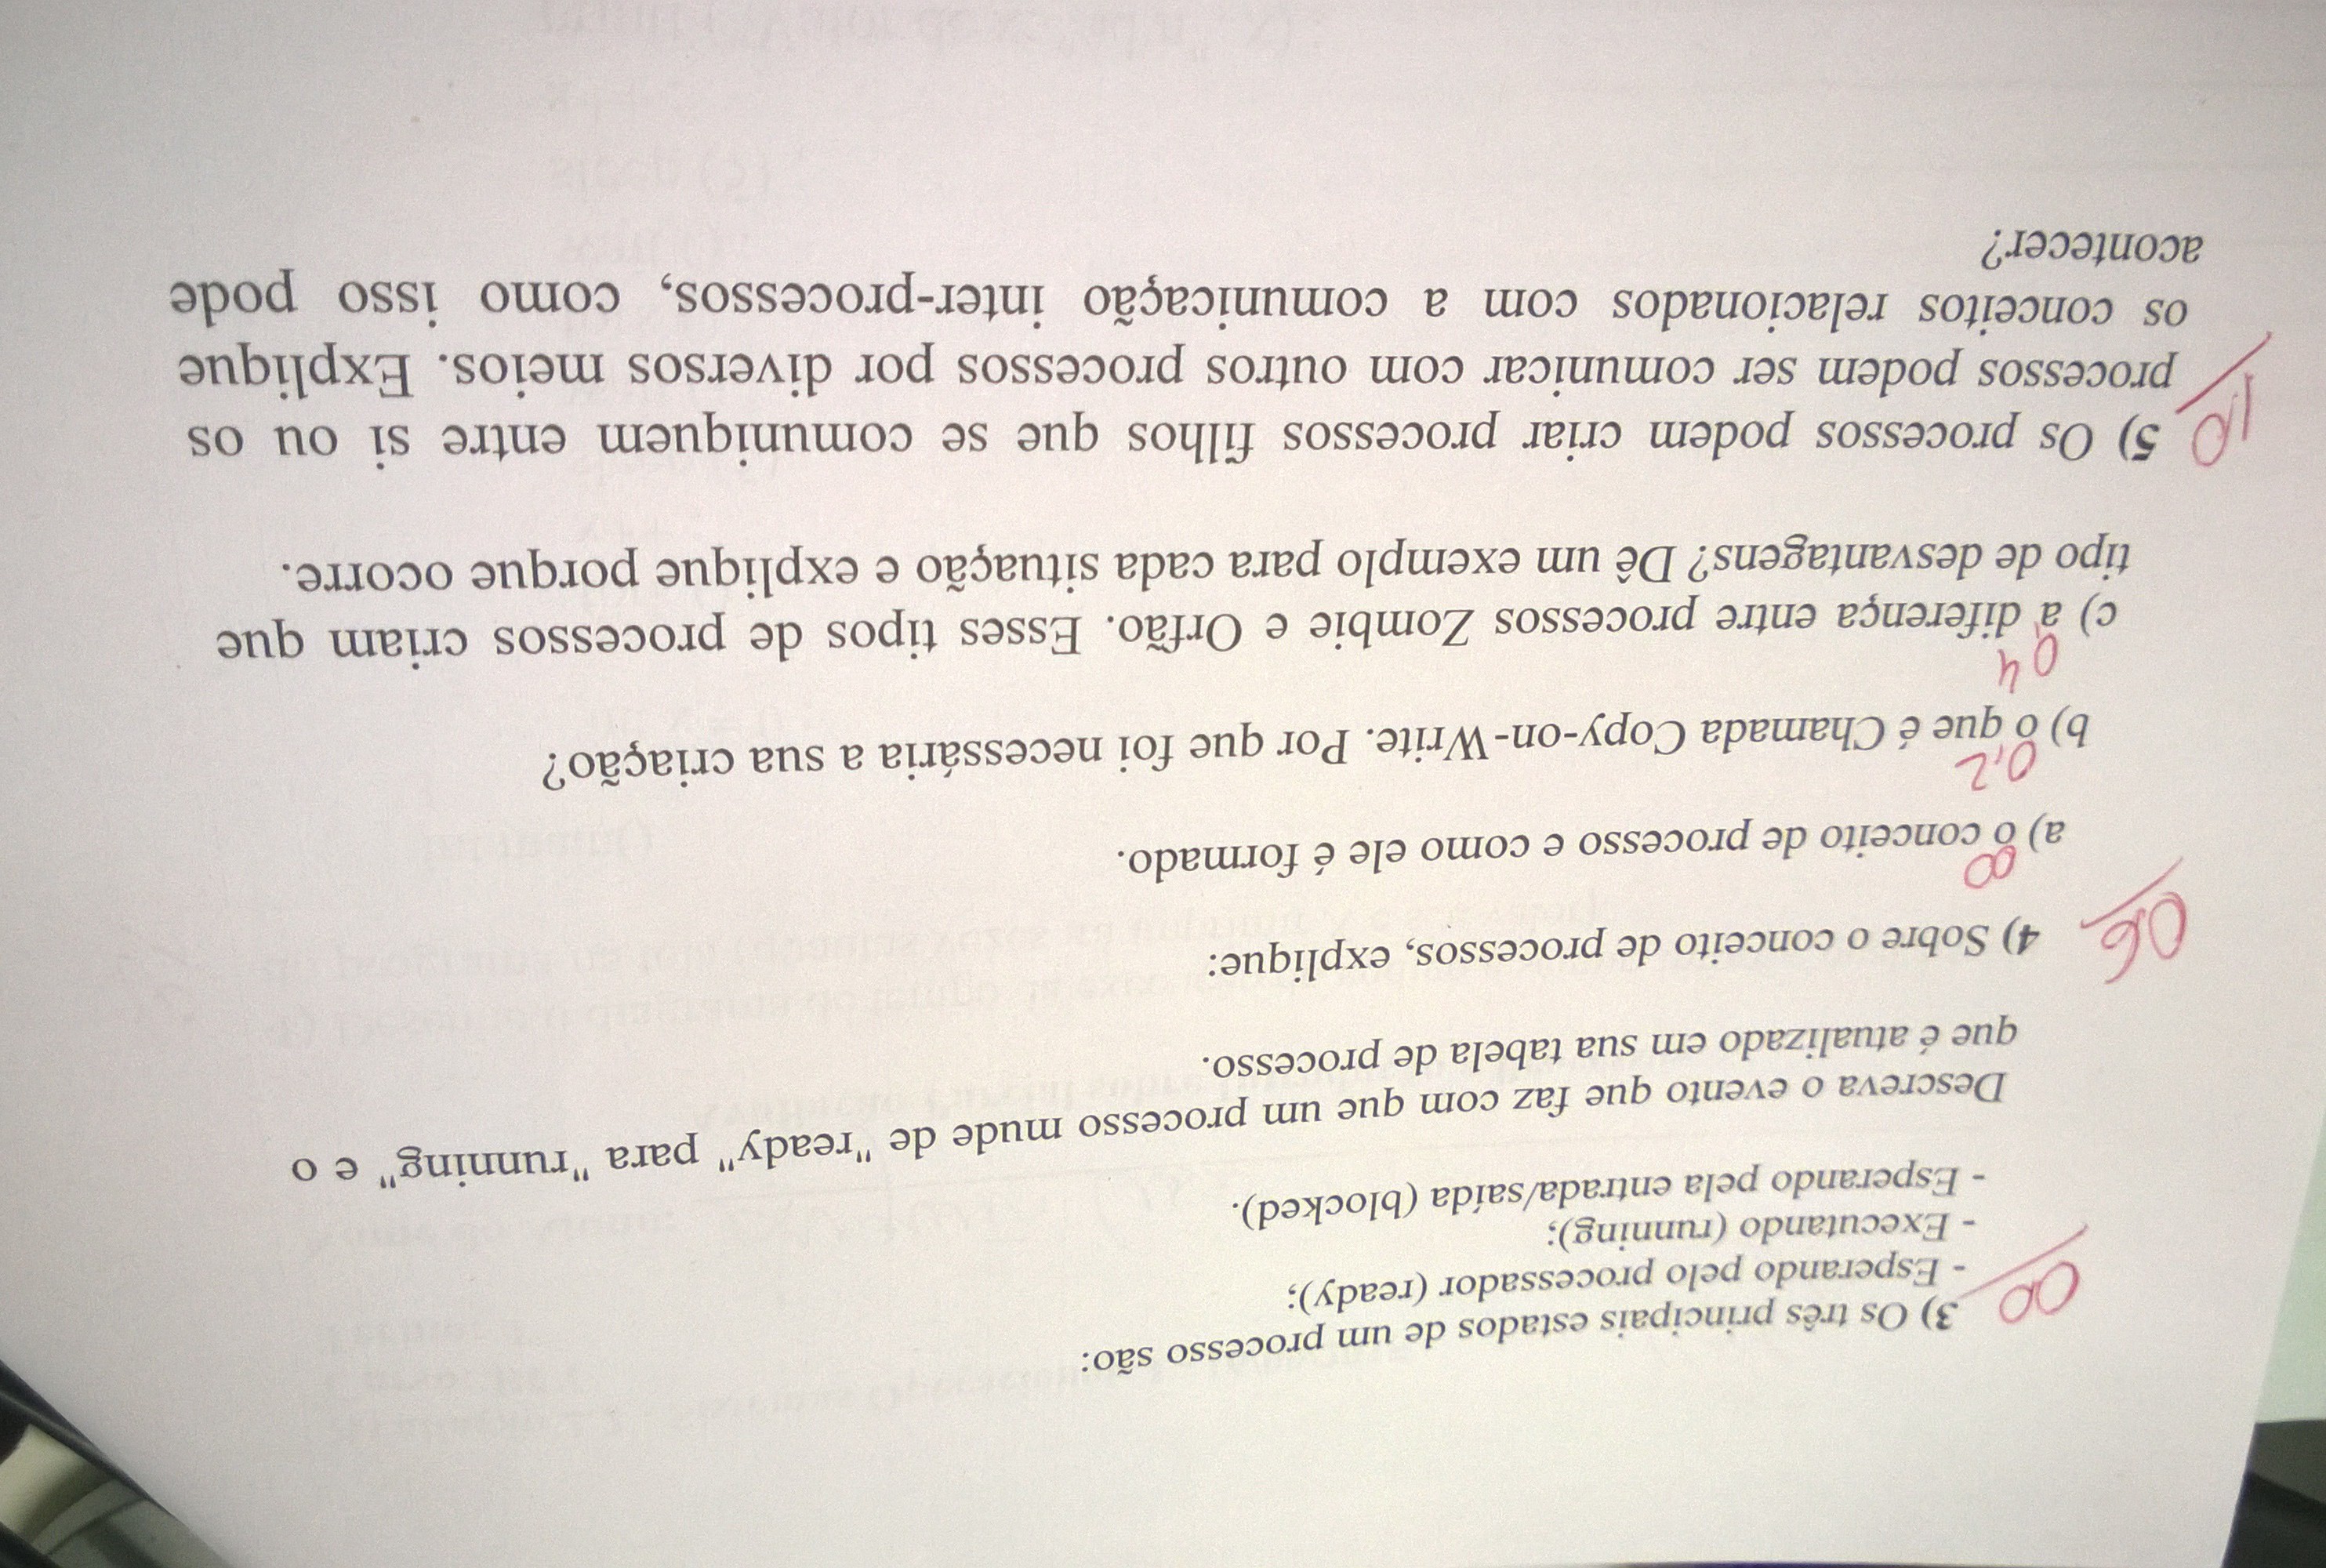 00 3) Os três principais estados de um processo são:
- Esperando pelo processador (ready);
- Executando (running);
- Esperando pela entrada/saída (blocked).
Descreva o evento que faz com que um processo mude de "ready" para "running" e o
que é atualizado em sua tabela de processo.
0,6 4) Sobre o conceito de processos, explique:
00
a) o conceito de processo e como ele é formado.
0,2
b) o que é Chamada Copy-on-Write. Por que foi necessária a sua criação?
0,4
c) a diferença entre processos Zombie e Orfão. Esses tipos de processos criam que
tipo de desvantagens? Dê um exemplo para cada situação e explique porque ocorre.
1,0 5) Os processos podem criar processos filhos que se comuniquem entre si ou os
processos podem ser comunicar com outros processos por diversos meios. Explique
os conceitos relacionados com a comunicação inter-processos, como isso pode
acontecer?